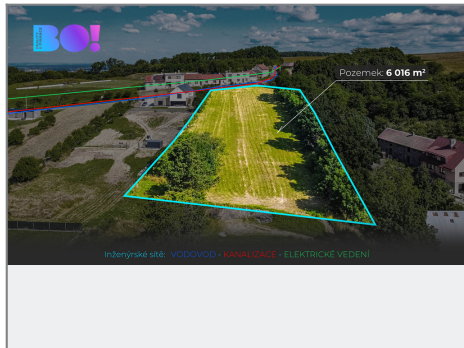 BO!
Pozemek: 6 016 m²
Inženýrské sítě: VODOVOD • KANALIZACE • ELEKTRICKÉ VEDENÍ